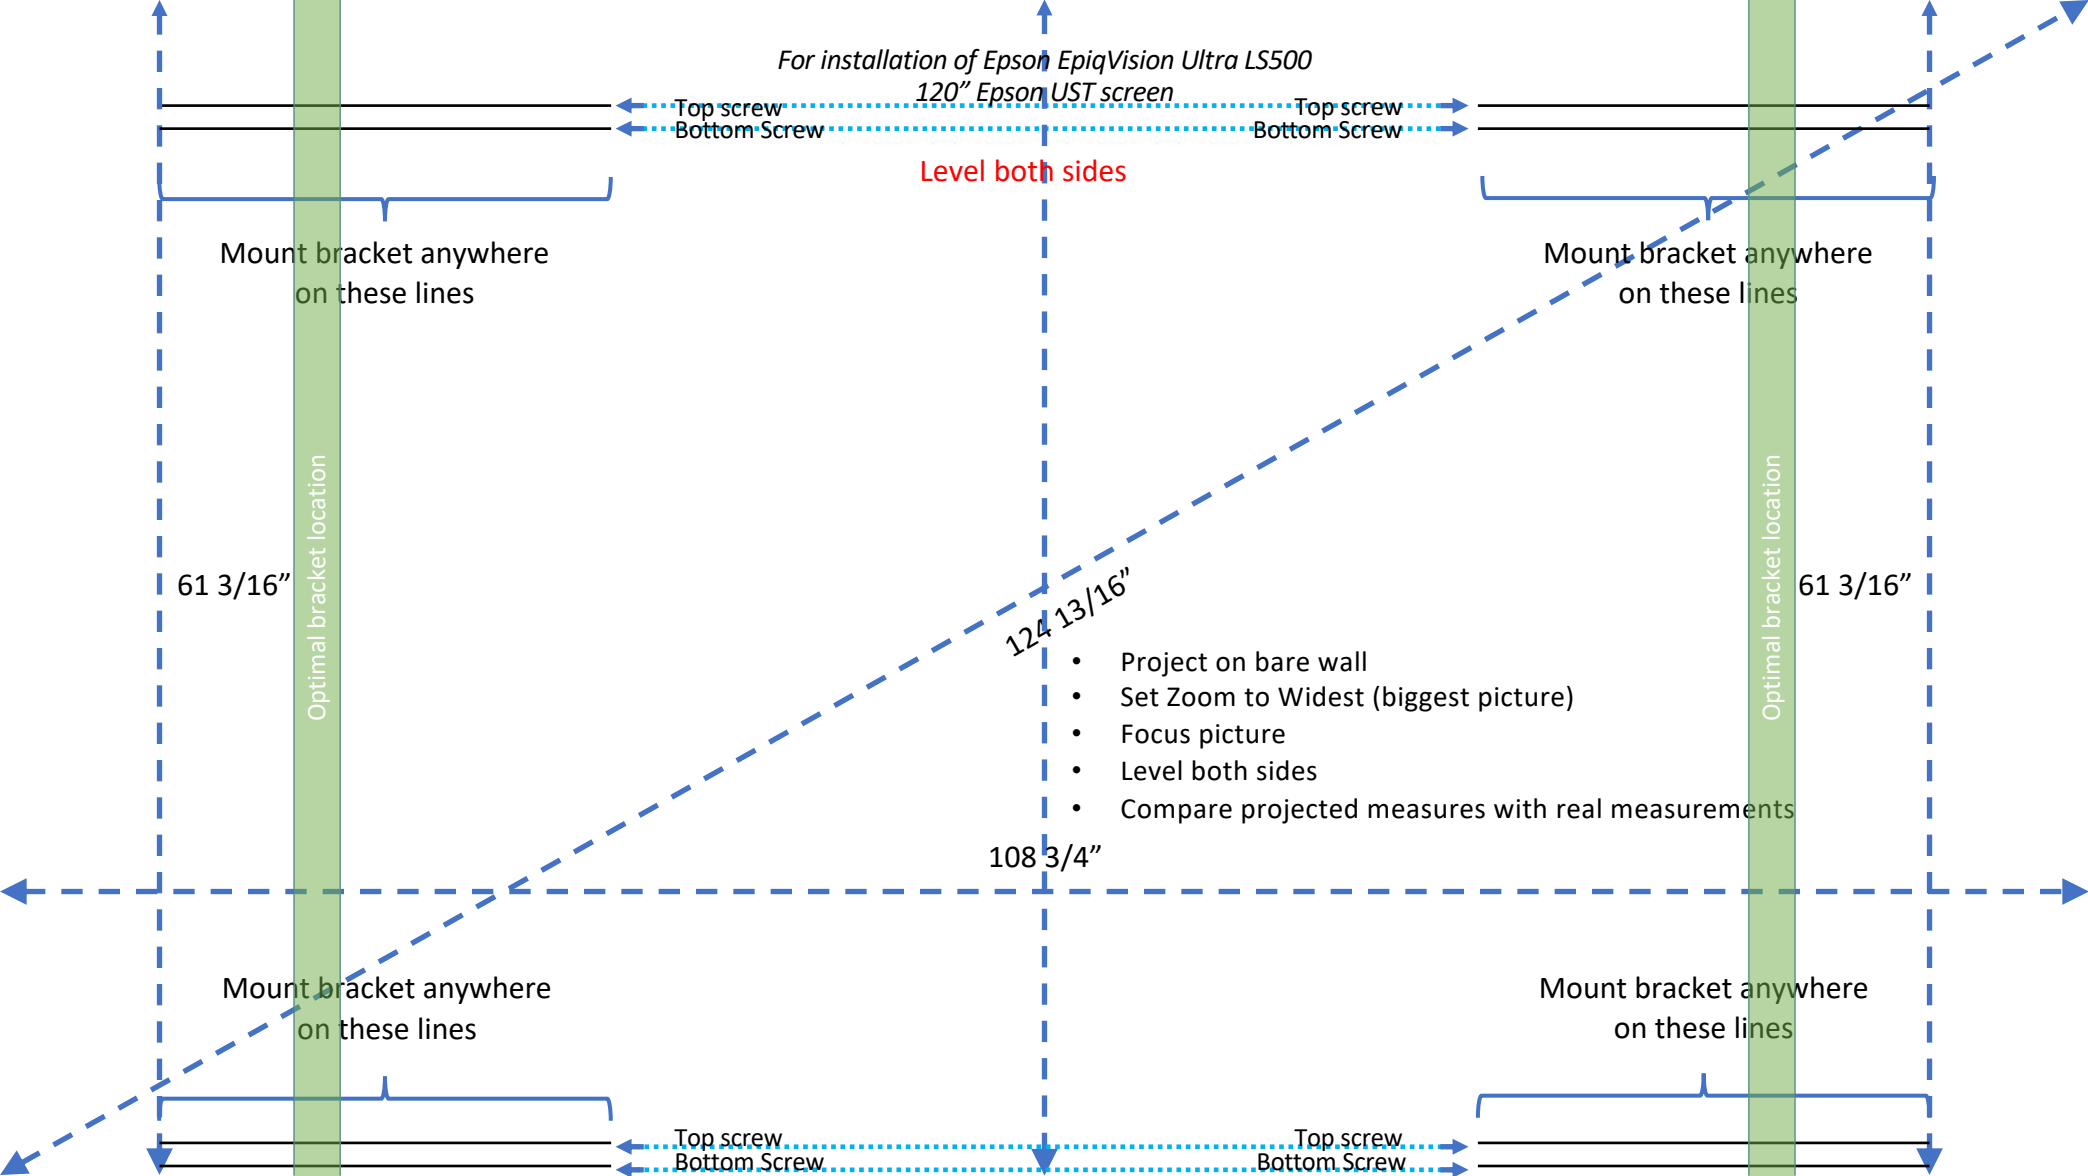 For installation of Epson EpiqVision Ultra LS500
120” Epson UST screen
Top screw
Top screw
Bottom Screw
Bottom Screw
Level both sides
Mount bracket anywhere
on these lines
Mount bracket anywhere
on these lines
Optimal bracket location
Optimal bracket location
61 3/16”
61 3/16”
124 13/16”
• Project on bare wall
• Set Zoom to Widest (biggest picture)
• Focus picture
• Level both sides
• Compare projected measures with real measurements
108 3/4”
Mount bracket anywhere
on these lines
Mount bracket anywhere
on these lines
Top screw
Top screw
Bottom Screw
Bottom Screw